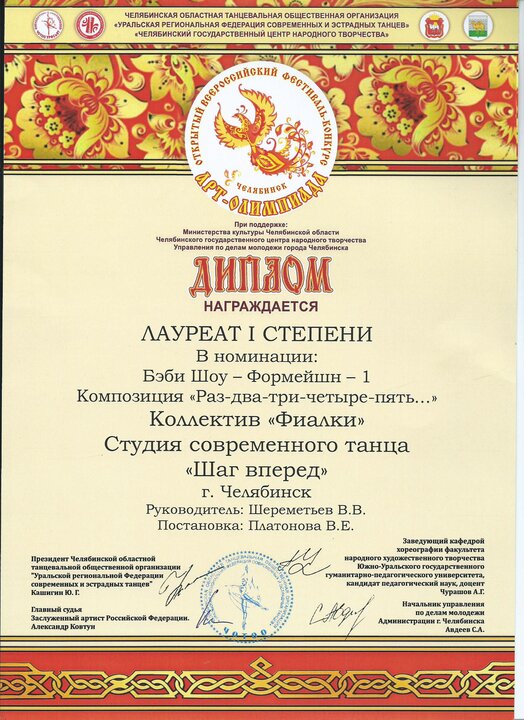 ЧЕЛЯБИНСКАЯ ОБЛАСТНАЯ ТАНЦЕВАЛЬНАЯ ОБЩЕСТВЕННАЯ ОРГАНИЗАЦИЯ
«УРАЛЬСКАЯ РЕГИОНАЛЬНАЯ ФЕДЕРАЦИЯ СОВРЕМЕННЫХ И ЭСТРАДНЫХ ТАНЦЕВ»
«ЧЕЛЯБИНСКИЙ ГОСУДАРСТВЕННЫЙ ЦЕНТР НАРОДНОГО ТВОРЧЕСТВА»
ОТКРЫТЫЙ ВСЕРОССИЙСКИЙ ФЕСТИВАЛЬ-КОНКУРС
ЧЕЛЯБИНСК
АРТ-ОЛИМПИАДА
При поддержке:
Министерства культуры Челябинской области
Челябинского государственного центра народного творчества
Управления по делам молодежи города Челябинска
ДИПЛОМ
НАГРАЖДАЕТСЯ
ЛАУРЕАТ I СТЕПЕНИ
В номинации:
Бэби Шоу – Формейшн – 1
Композиция «Раз-два-три-четыре-пять...»
Коллектив «Фиалки»
Студия современного танца
«Шаг вперед»
г. Челябинск
Руководитель: Шереметьев В.В.
Постановка: Платонова В.Е.
Президент Челябинской областной
танцевальной общественной организации
"Уральской региональной Федерации
современных и эстрадных танцев"
Кашигин Ю. Г.
Главный судья
Заслуженный артист Российской Федерации.
Александр Ковтун
Заведующий кафедрой
хореографии факультета
народного художественного творчества
Южно-Уральского государственного
гуманитарно-педагогического университета,
кандидат педагогический наук, доцент
Чурашов А.Г.
Начальник управления
по делам молодежи
Администрации г. Челябинска
Авдеев С.А.